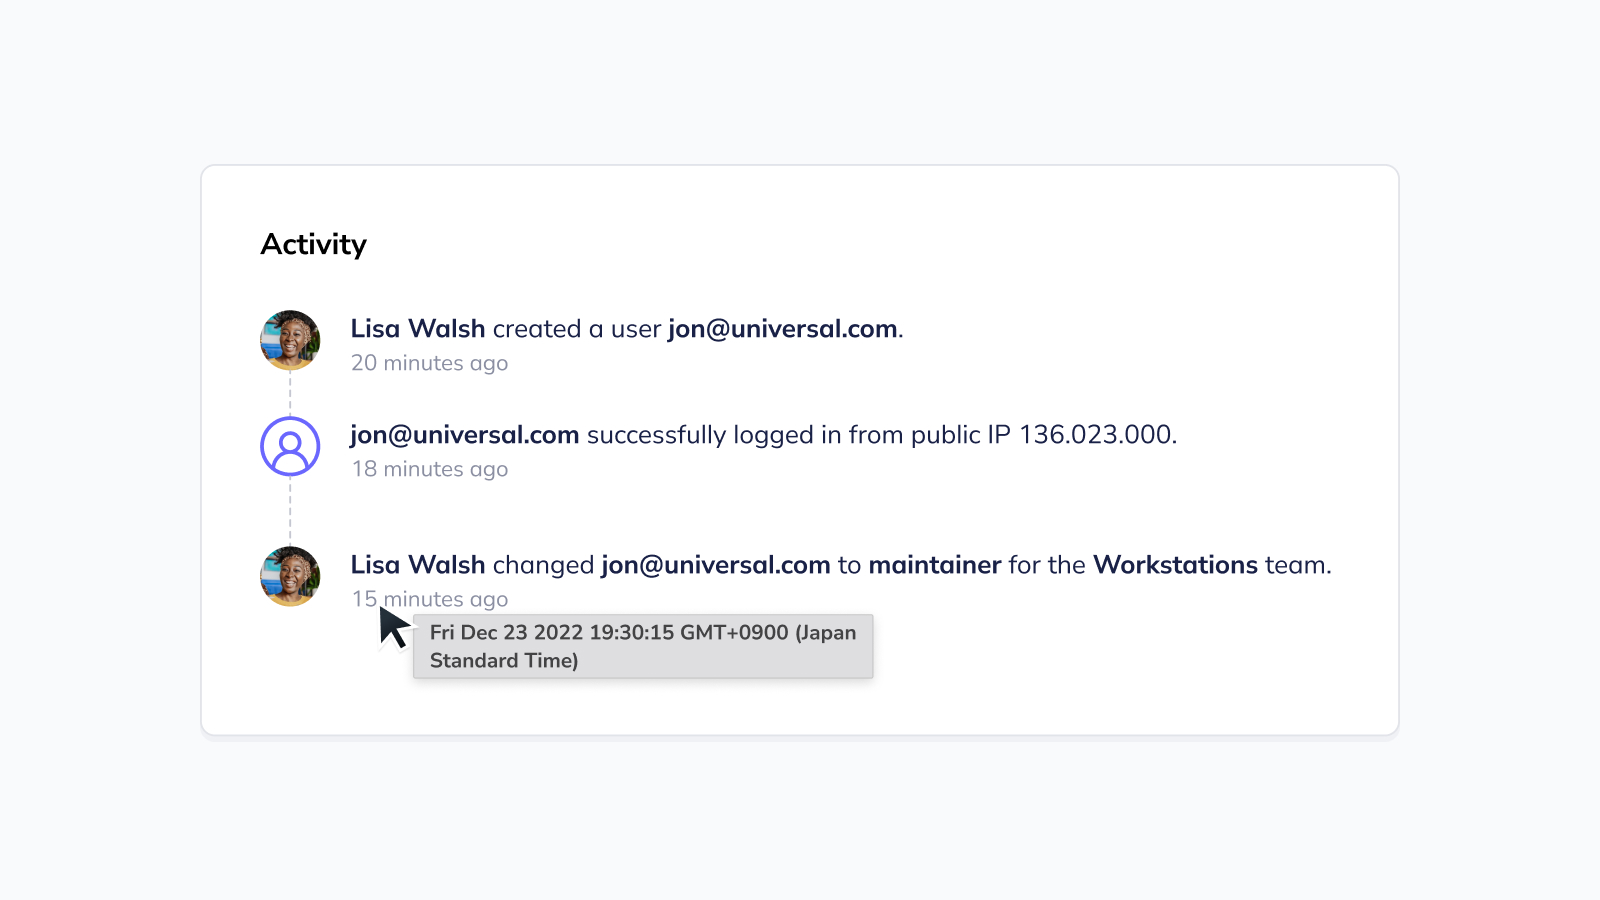 Activity
Lisa Walsh created a user jon@universal.com.
20 minutes ago
jon@universal.com successfully logged in from public IP 136.023.000.
18 minutes ago
Lisa Walsh changed jon@universal.com to maintainer for the Workstations team.
15 minutes ago
Fri Dec 23 2022 19:30:15 GMT+0900 (Japan
Standard Time)